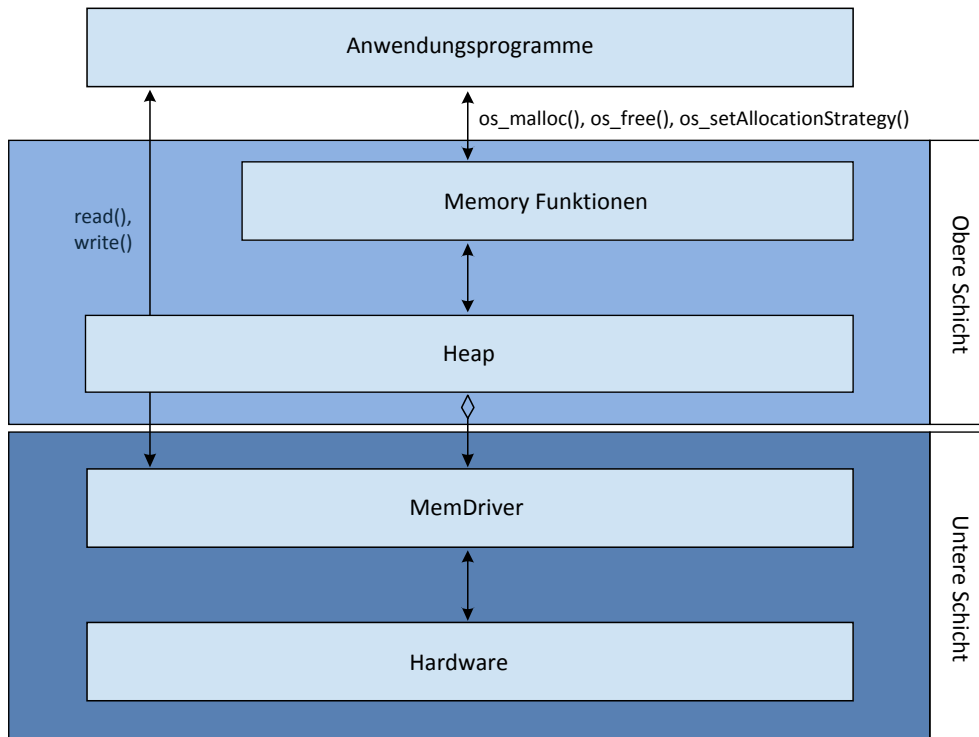 Anwendungsprogramme
os_malloc(), os_free(), os_setAllocationStrategy()
Memory Funktionen
read(),
write()
Heap
Obere Schicht
MemDriver
Hardware
Untere Schicht